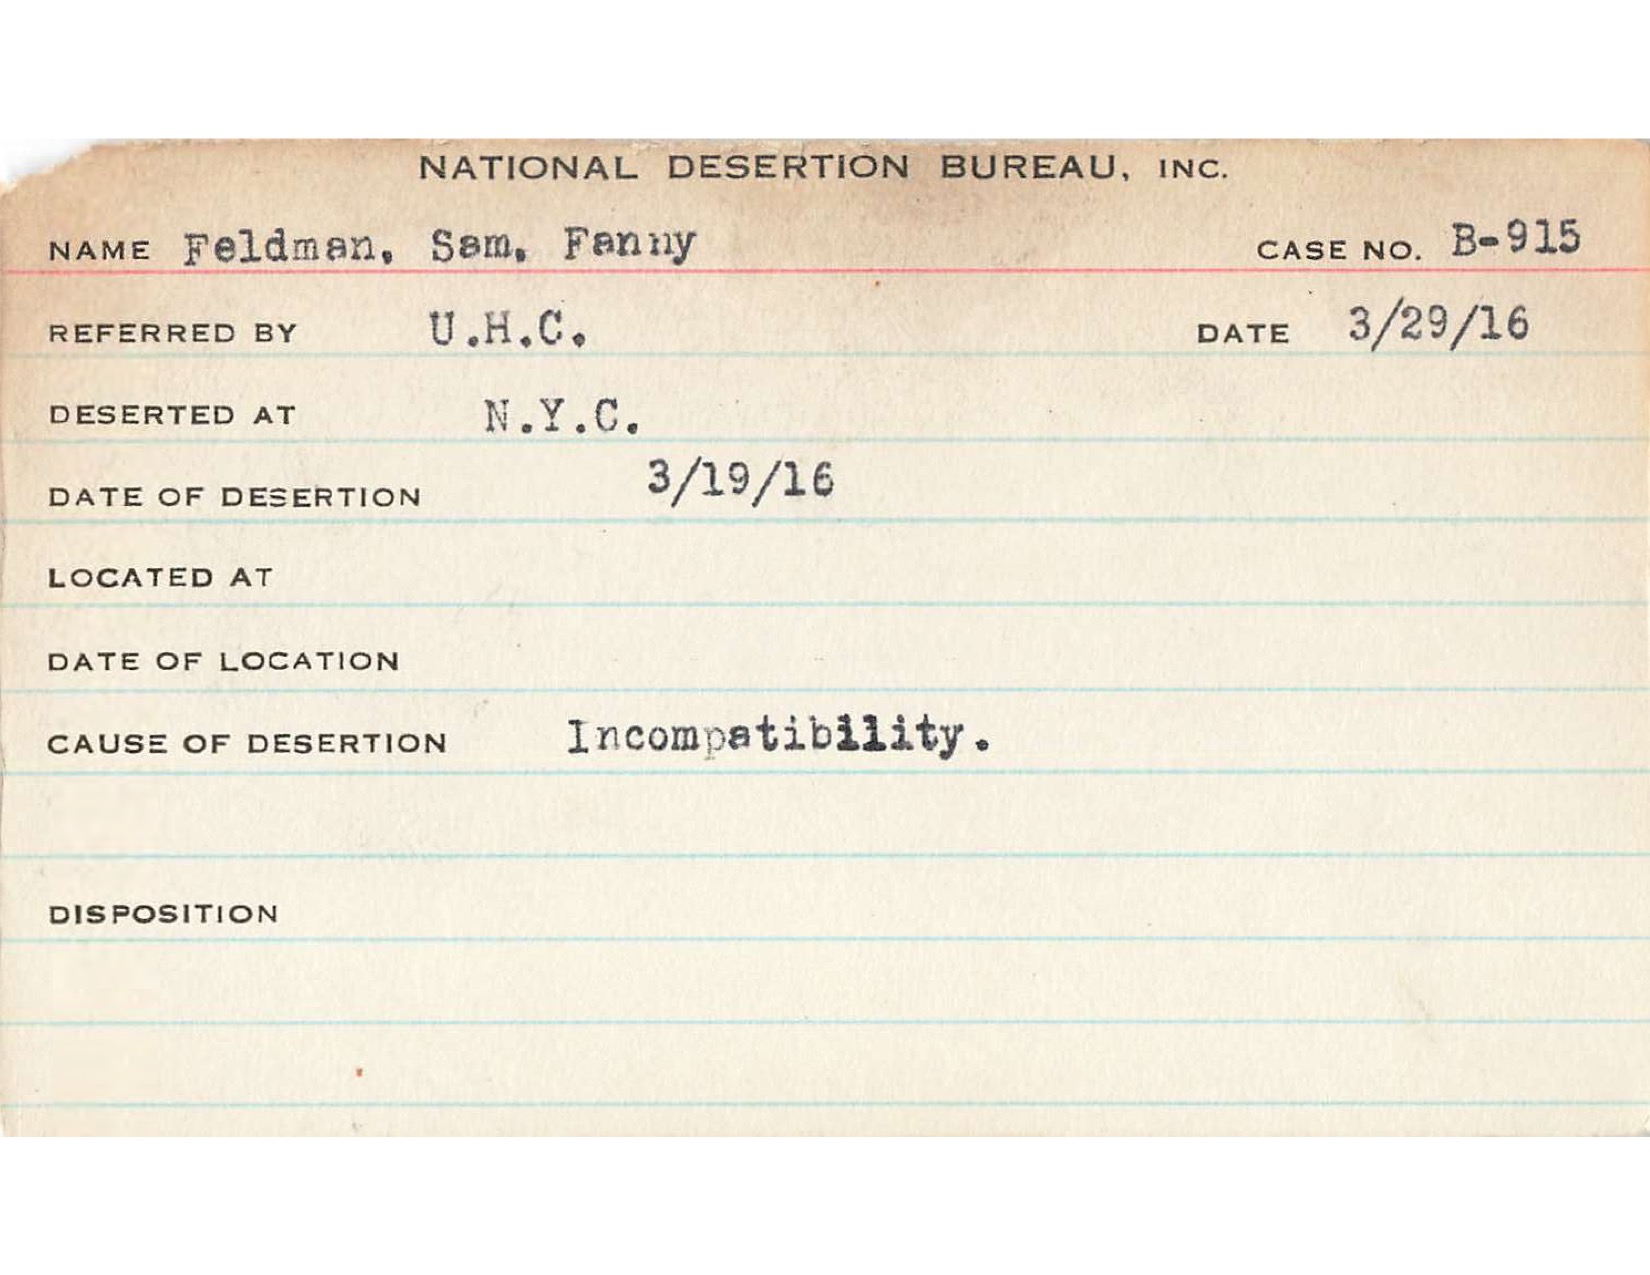 NATIONAL DESERTION BUREAU, INC.
NAME Feldman, Sam, Fanny CASE NO. B-915
REFERRED BY U.H.C. DATE 3/29/16
DESERTED AT N.Y.C.
DATE OF DESERTION 3/19/16
LOCATED AT
DATE OF LOCATION
CAUSE OF DESERTION Incompatibility.
DISPOSITION